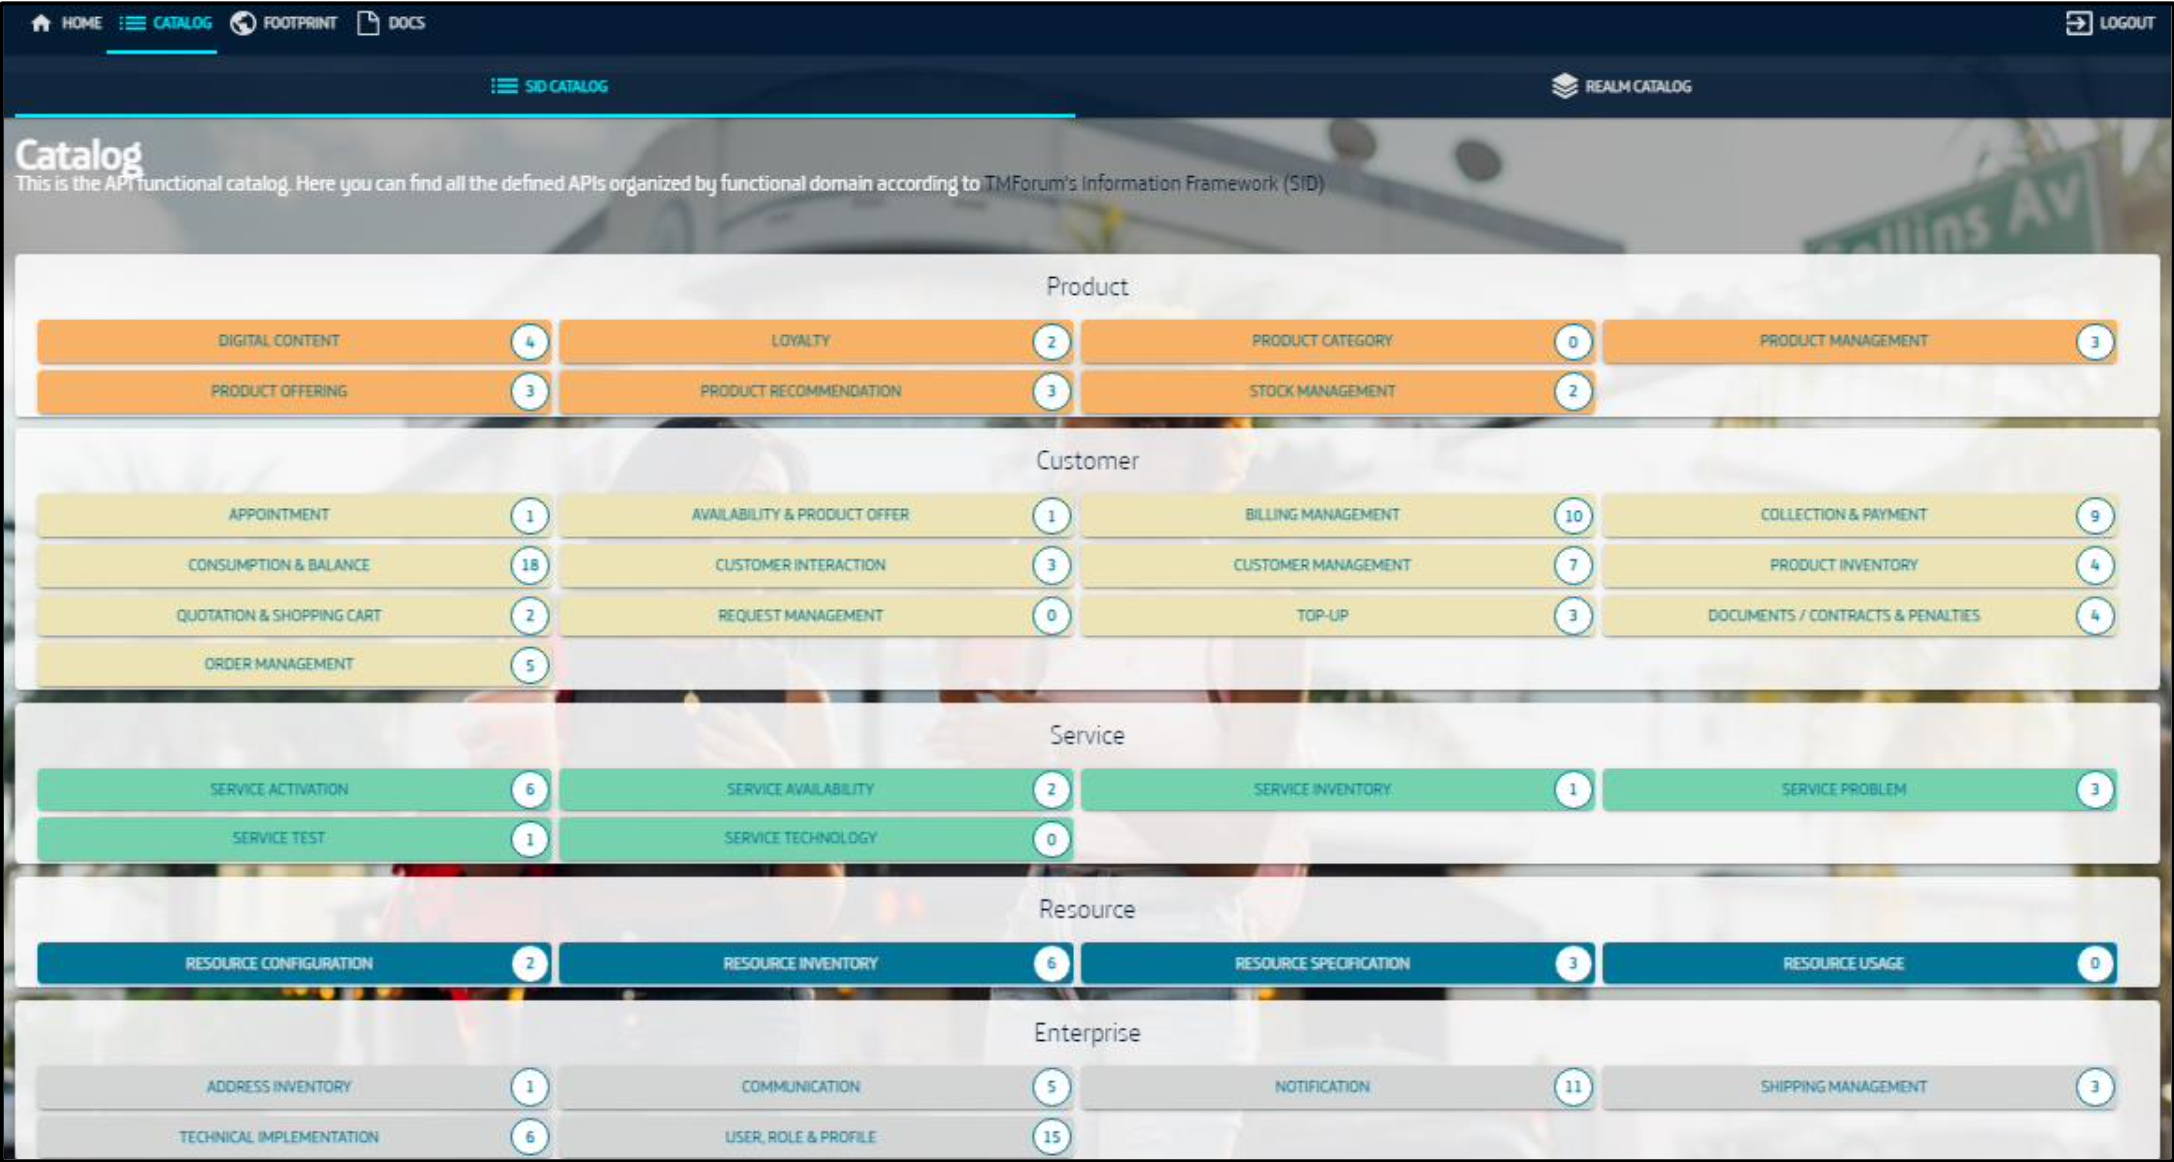 HOME CATALOG FOOTPRINT DOCS LOGOUT
SID CATALOG REALM CATALOG
Catalog
This is the API functional catalog. Here you can find all the defined APIs organized by functional domain according to TMForum's Information Framework (SID)
Collins Av
Product
DIGITAL CONTENT 4 LOYALTY 2 PRODUCT CATEGORY 0 PRODUCT MANAGEMENT 3
PRODUCT OFFERING 3 PRODUCT RECOMMENDATION 3 STOCK MANAGEMENT 2
Customer
APPOINTMENT 1 AVAILABILITY & PRODUCT OFFER 1 BILLING MANAGEMENT 10 COLLECTION & PAYMENT 9
CONSUMPTION & BALANCE 18 CUSTOMER INTERACTION 3 CUSTOMER MANAGEMENT 7 PRODUCT INVENTORY 4
QUOTATION & SHOPPING CART 2 REQUEST MANAGEMENT 0 TOP-UP 3 DOCUMENTS / CONTRACTS & PENALTIES 4
ORDER MANAGEMENT 5
Service
SERVICE ACTIVATION 6 SERVICE AVAILABILITY 2 SERVICE INVENTORY 1 SERVICE PROBLEM 3
SERVICE TEST 1 SERVICE TECHNOLOGY 0
Resource
RESOURCE CONFIGURATION 2 RESOURCE INVENTORY 6 RESOURCE SPECIFICATION 3 RESOURCE USAGE 0
Enterprise
ADDRESS INVENTORY 1 COMMUNICATION 5 NOTIFICATION 11 SHIPPING MANAGEMENT 3
TECHNICAL IMPLEMENTATION 6 USER, ROLE & PROFILE 15